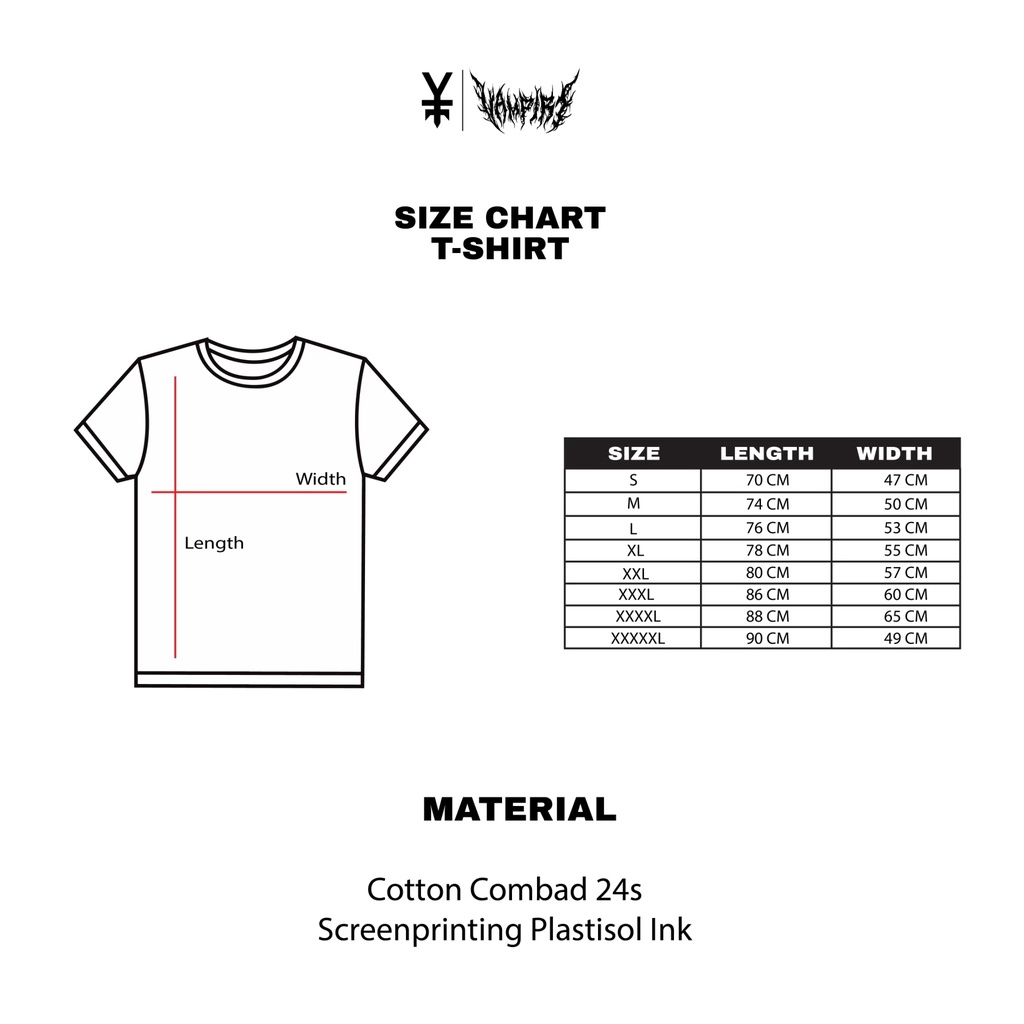 VAMPIRE
SIZE CHART
T-SHIRT
Width
Length
SIZE LENGTH WIDTH
S 70 CM 47 CM
M 74 CM 50 CM
L 76 CM 53 CM
XL 78 CM 55 CM
XXL 80 CM 57 CM
XXXL 86 CM 60 CM
XXXXL 88 CM 65 CM
XXXXXL 90 CM 49 CM
MATERIAL
Cotton Combad 24s
Screenprinting Plastisol Ink